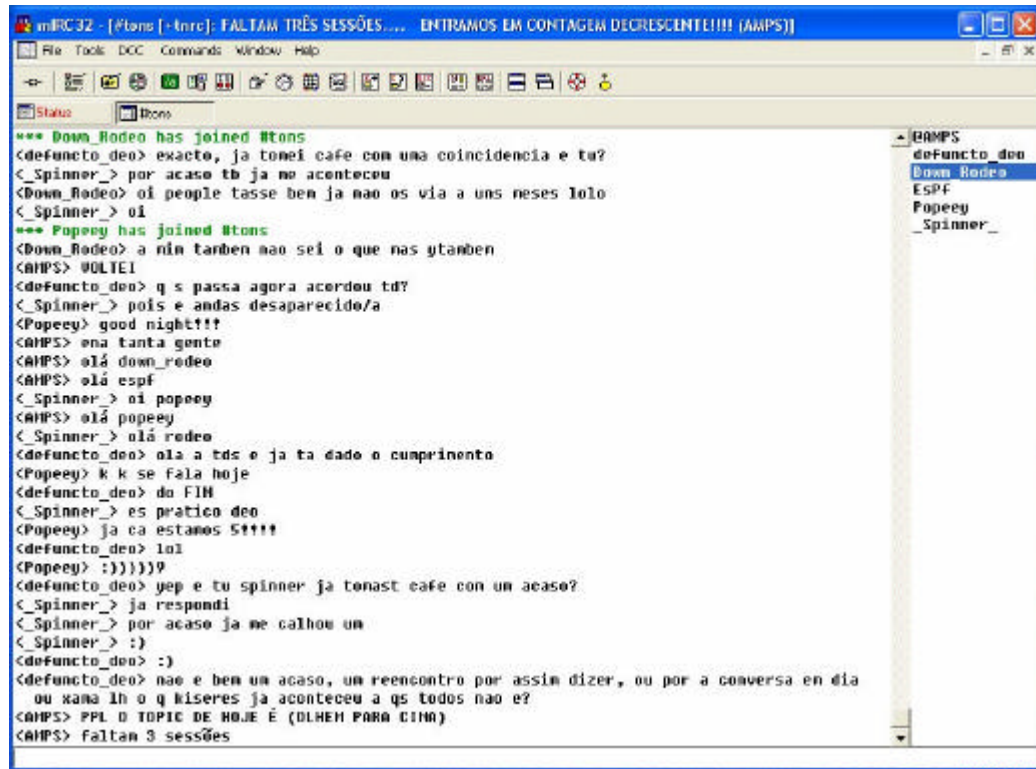 mIRC32 - [#tons [+tnrc]: FALTAM TRÊS SESSÕES..... ENTRAMOS EM CONTAGEM DECRESCENTE!!!! (AMPS)]
File Tools DCC Commands Window Help
Status #tons
*** Down_Rodeo has joined #tons
<defuncto_deo> exacto, ja tomei cafe com uma coincidencia e tu?
<_Spinner_> por acaso tb ja me aconteceu
<Down_Rodeo> oi people tasse bem ja nao os via a uns meses lolo
<_Spinner_> oi
*** Popeey has joined #tons
<Down_Rodeo> a mim tambem nao sei o que mas ytambem
<AMPS> VOLTEI
<defuncto_deo> q s passa agora acordou td?
<_Spinner_> pois e andas desaparecido/a
<Popeey> good night!!!
<AMPS> ena tanta gente
<AMPS> olá down_rodeo
<AMPS> olá espf
<_Spinner_> oi popeey
<AMPS> olá popeey
<_Spinner_> olá rodeo
<defuncto_deo> ola a tds e ja ta dado o cumprimento
<Popeey> k k se fala hoje
<defuncto_deo> do FIM
<_Spinner_> es pratico deo
<Popeey> ja ca estamos 5!!!!
<defuncto_deo> lol
<Popeey> :)))))9
<defuncto_deo> yep e tu spinner ja tomast cafe com um acaso?
<_Spinner_> ja respondi
<_Spinner_> por acaso ja me calhou um
<_Spinner_> :)
<defuncto_deo> :)
<defuncto_deo> nao e bem um acaso, um reencontro por assim dizer, ou por a conversa em dia
ou xama lh o q kiseres ja aconteceu a qs todos nao e?
<AMPS> PPL O TOPIC DE HOJE É (OLHEM PARA CIMA)
<AMPS> faltam 3 sessões
@AMPS
defuncto_deo
Down_Rodeo
EsPf
Popeey
_Spinner_